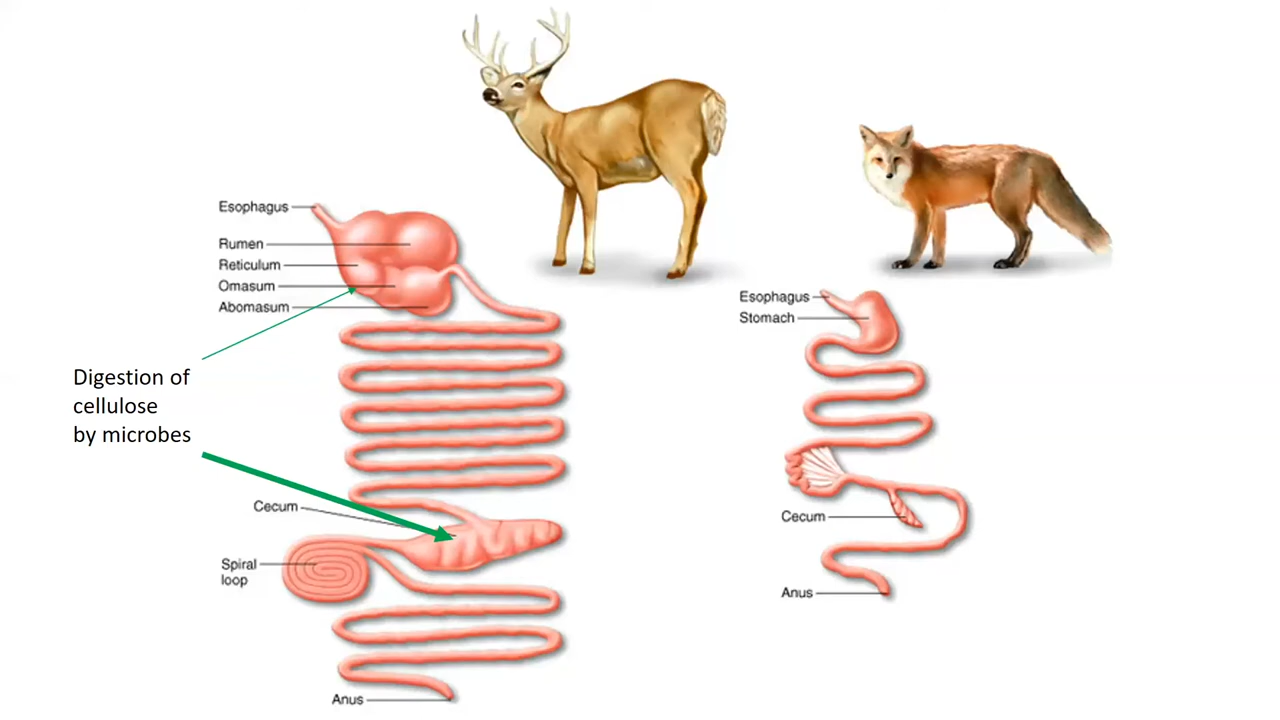 Esophagus
Rumen
Reticulum
Omasum
Abomasum
Digestion of
cellulose
by microbes
Cecum
Spiral
loop
Anus
Esophagus
Stomach
Cecum
Anus